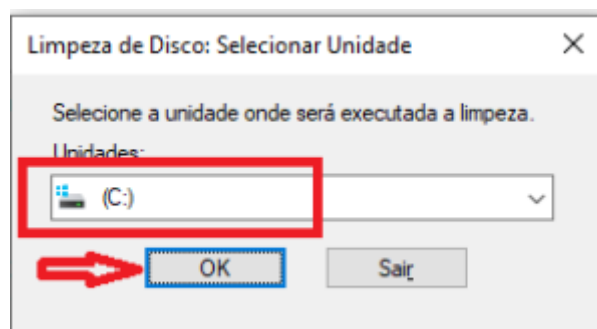 Limpeza de Disco: Selecionar Unidade
Selecione a unidade onde será executada a limpeza.
Unidades:
(C:)
OK
Sair